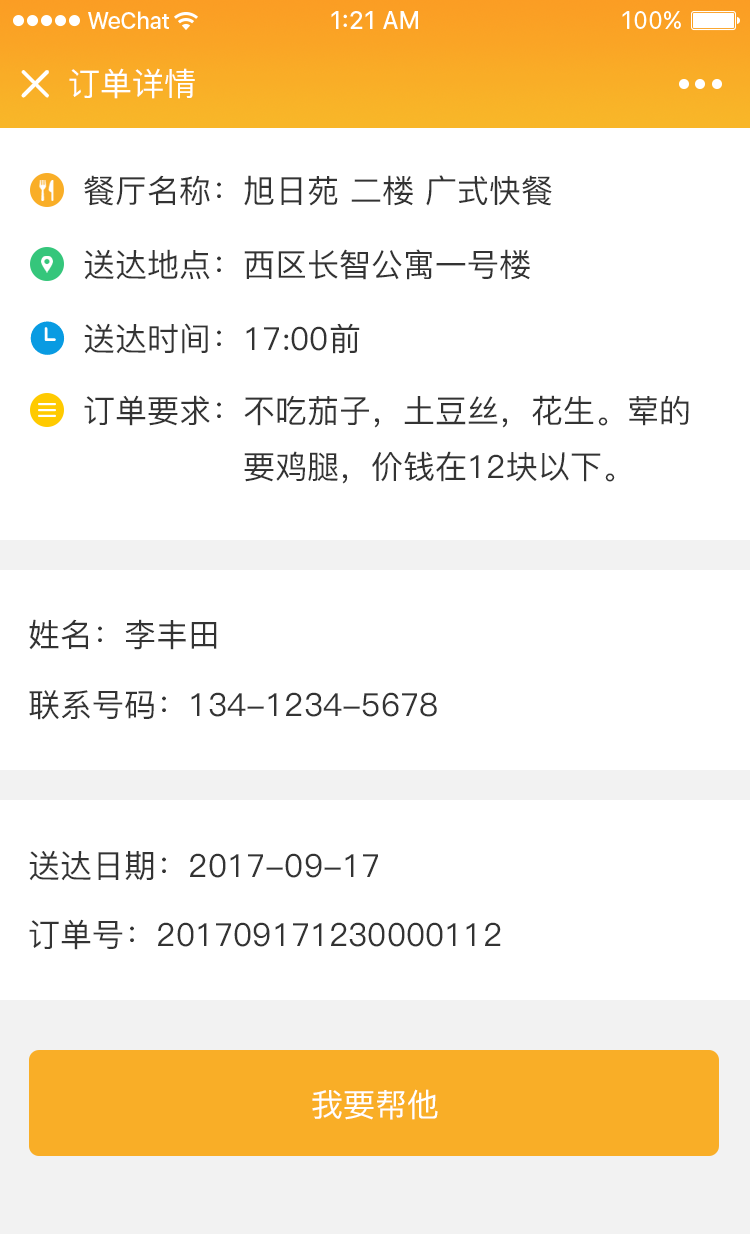 WeChat 1:21 AM 100%
订单详情
餐厅名称：旭日苑 二楼 广式快餐
送达地点：西区长智公寓一号楼
送达时间：17:00前
订单要求：不吃茄子，土豆丝，花生。荤的
要鸡腿，价钱在12块以下。
姓名：李丰田
联系号码：134–1234–5678
送达日期：2017–09–17
订单号：201709171230000112
我要帮他